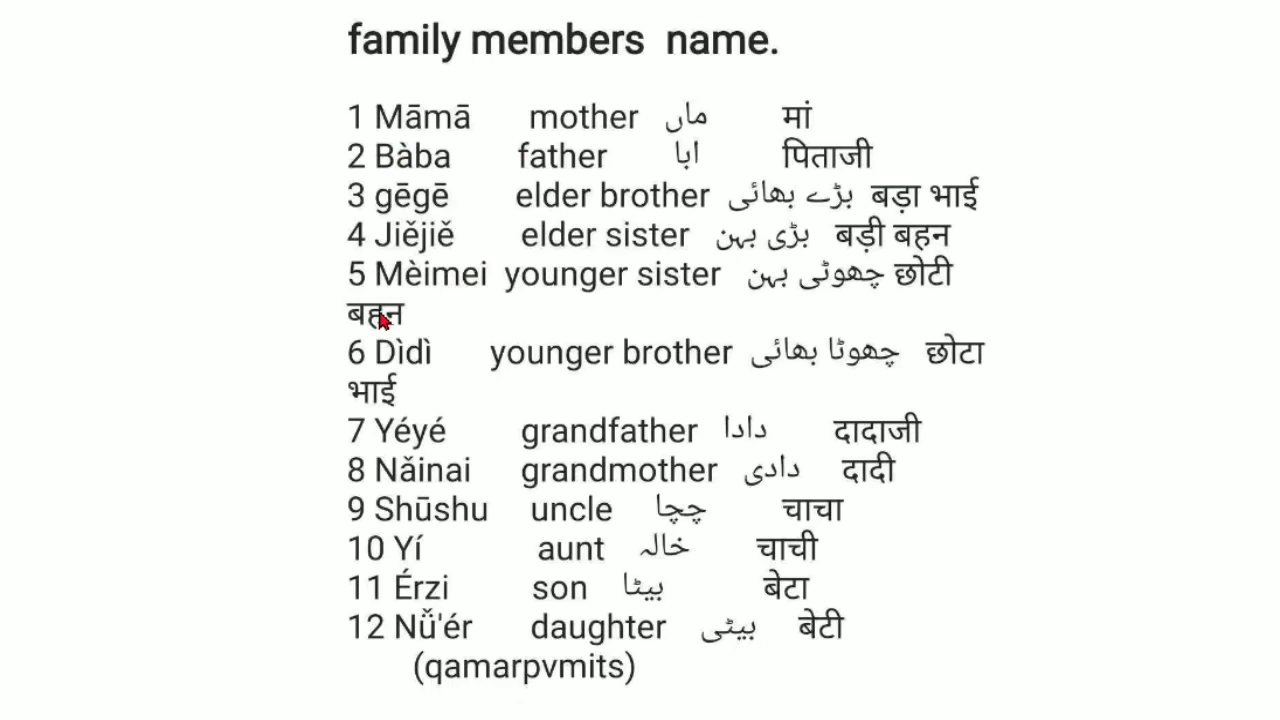 family members name.
1 Māmā mother ماں मां
2 Bàba father ابا पिताजी
3 gēgē elder brother بڑے بھائی बड़ा भाई
4 Jiějiě elder sister بڑی بہن बड़ी बहन
5 Mèimei younger sister چھوٹی بہن छोटी
बहन
6 Dìdì younger brother چھوٹا بھائی छोटा
भाई
7 Yéyé grandfather دادا दादाजी
8 Nǎinai grandmother دادی दादी
9 Shūshu uncle چچا चाचा
10 Yí aunt خالہ चाची
11 Érzi son بیٹا बेटा
12 Nǚ'ér daughter بیٹی बेटी
(qamarpvmits)